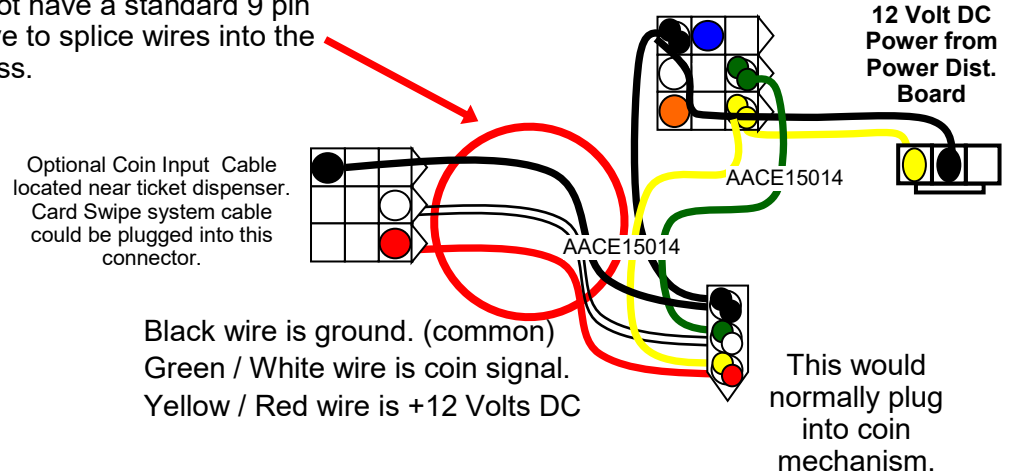 ot have a standard 9 pin
ve to splice wires into the
ss.
12 Volt DC
Power from
Power Dist.
Board
Optional Coin Input Cable
located near ticket dispenser.
Card Swipe system cable
could be plugged into this
connector.
AACE15014
AACE15014
Black wire is ground. (common)
Green / White wire is coin signal.
Yellow / Red wire is +12 Volts DC
This would
normally plug
into coin
mechanism.